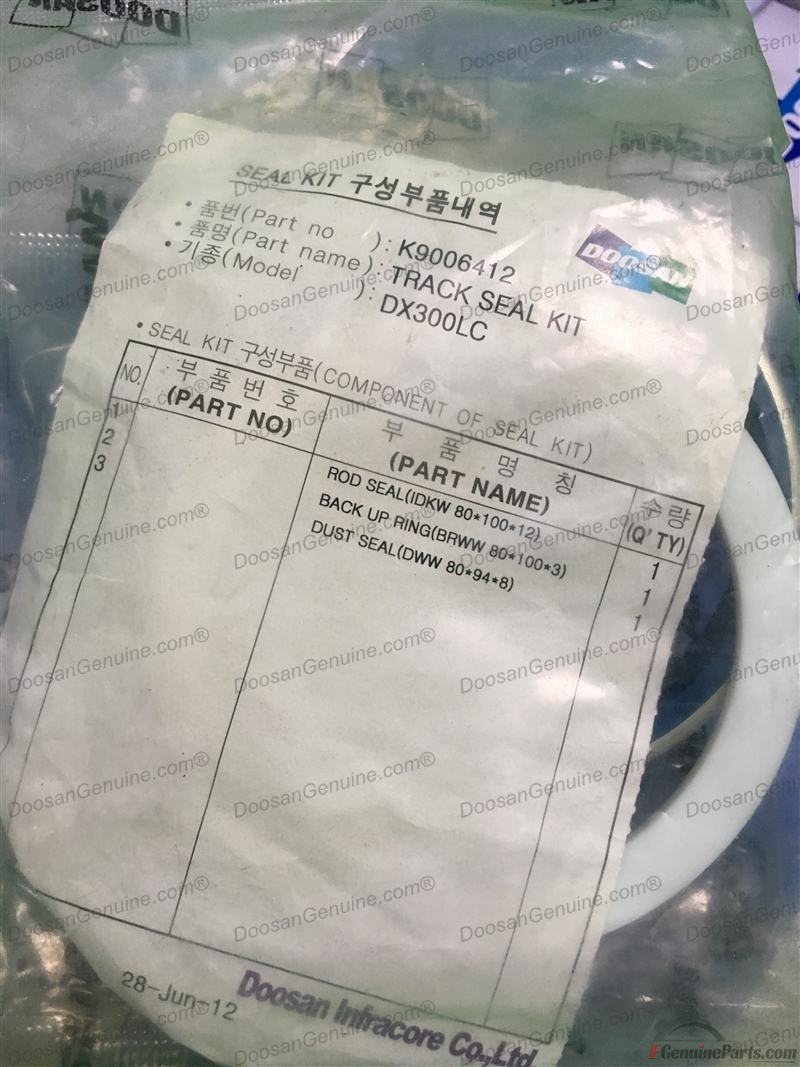 DOOSAN
SEAL KIT 구성부품내역
• 품번(Part no ): K9006412
• 품명(Part name): TRACK SEAL KIT
• 기종(Model ): DX300LC
DOOSAN
• SEAL KIT 구성부품(COMPONENT OF SEAL KIT)
NO. 부 품 번 호 (PART NO) 부 품 명 칭 (PART NAME) 수량 (Q' TY)
1 ROD SEAL(IDKW 80*100*12) 1
2 BACK UP RING(BRWW 80*100*3) 1
3 DUST SEAL(DWW 80*94*8) 1
28-Jun-12
Doosan Infracore Co.,Ltd.
DoosanGenuine.com®
EGenuineParts.com